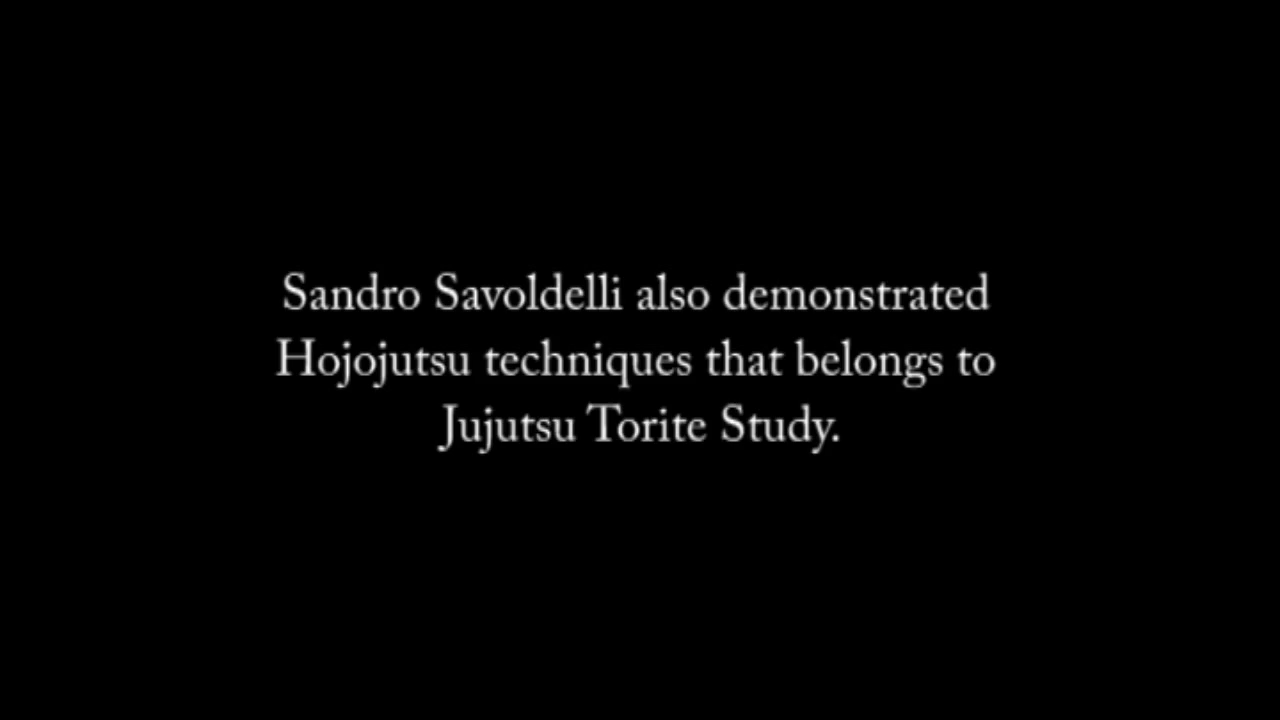 Sandro Savoldelli also demonstrated
Hojojutsu techniques that belongs to
Jujutsu Torite Study.